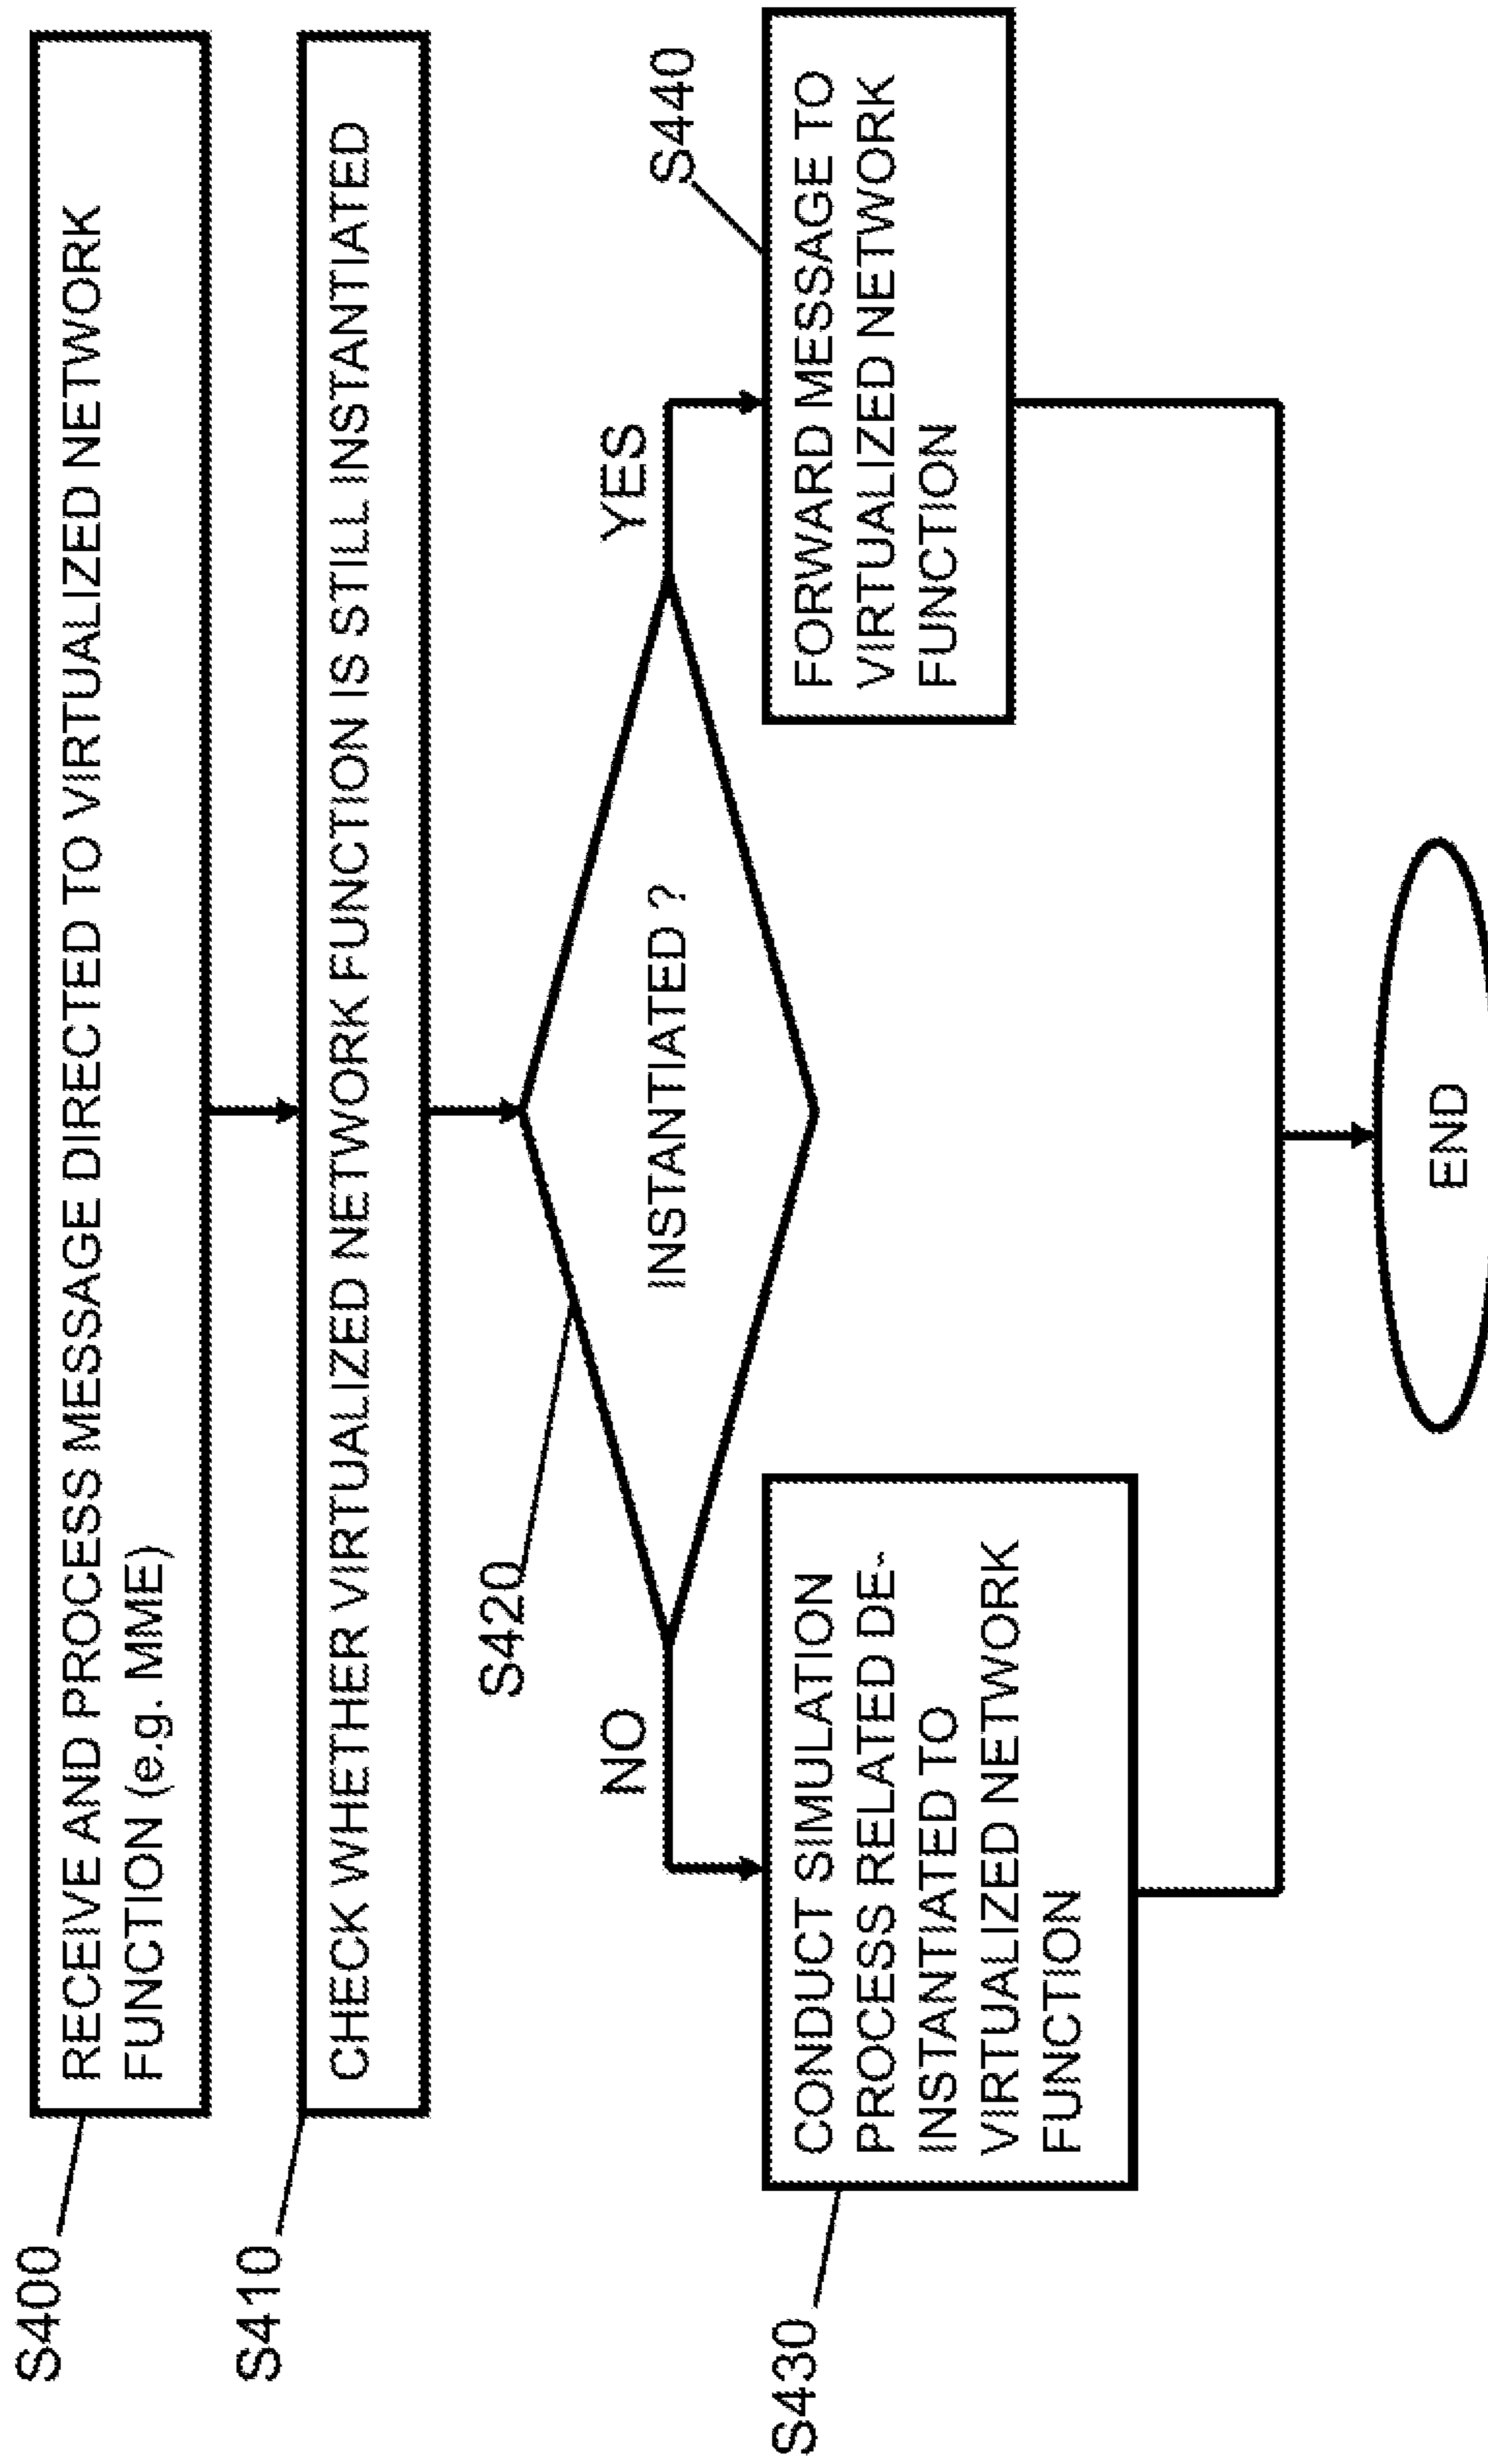 S400
RECEIVE AND PROCESS MESSAGE DIRECTED TO VIRTUALIZED NETWORK
FUNCTION (e.g. MME)
S410
CHECK WHETHER VIRTUALIZED NETWORK FUNCTION IS STILL INSTANTIATED
S420
INSTANTIATED ?
NO
YES
S430
CONDUCT SIMULATION
PROCESS RELATED DE-
INSTANTIATED TO
VIRTUALIZED NETWORK
FUNCTION
S440
FORWARD MESSAGE TO
VIRTUALIZED NETWORK
FUNCTION
END